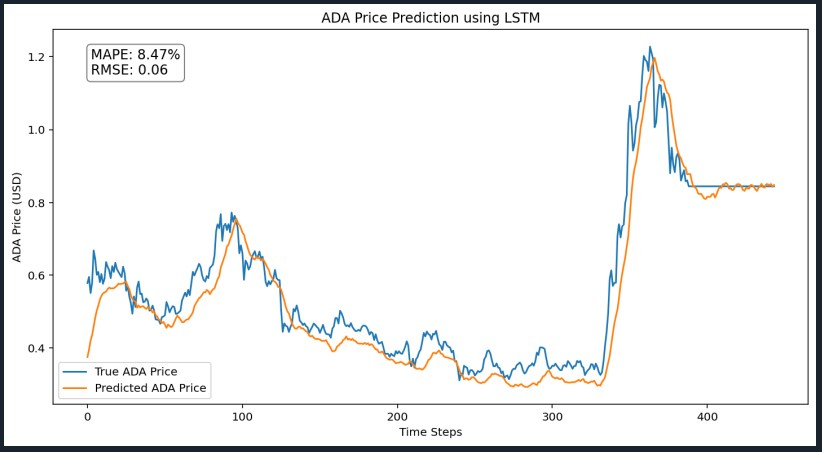 ADA Price Prediction using LSTM
MAPE: 8.47%
RMSE: 0.06
1.2
1.0
0.8
0.6
0.4
ADA Price (USD)
True ADA Price
Predicted ADA Price
0 100 200 300 400
Time Steps